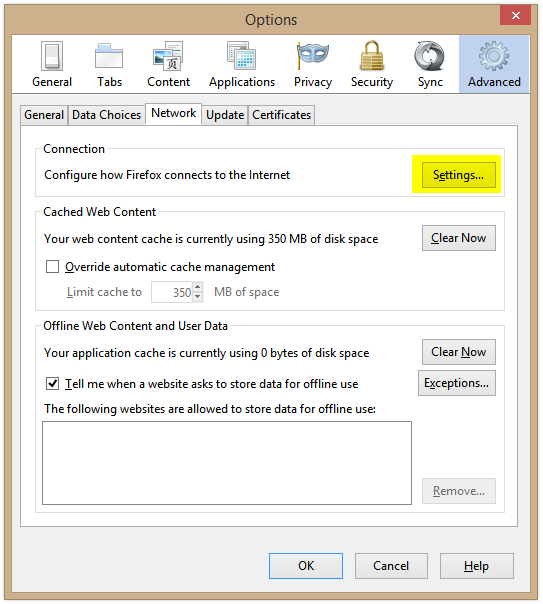 Options
General Tabs Content Applications Privacy Security Sync Advanced
General Data Choices Network Update Certificates
Connection
Configure how Firefox connects to the Internet Settings...
Cached Web Content
Your web content cache is currently using 350 MB of disk space Clear Now
Override automatic cache management
Limit cache to 350 MB of space
Offline Web Content and User Data
Your application cache is currently using 0 bytes of disk space Clear Now
Tell me when a website asks to store data for offline use Exceptions...
The following websites are allowed to store data for offline use:
Remove...
OK Cancel Help